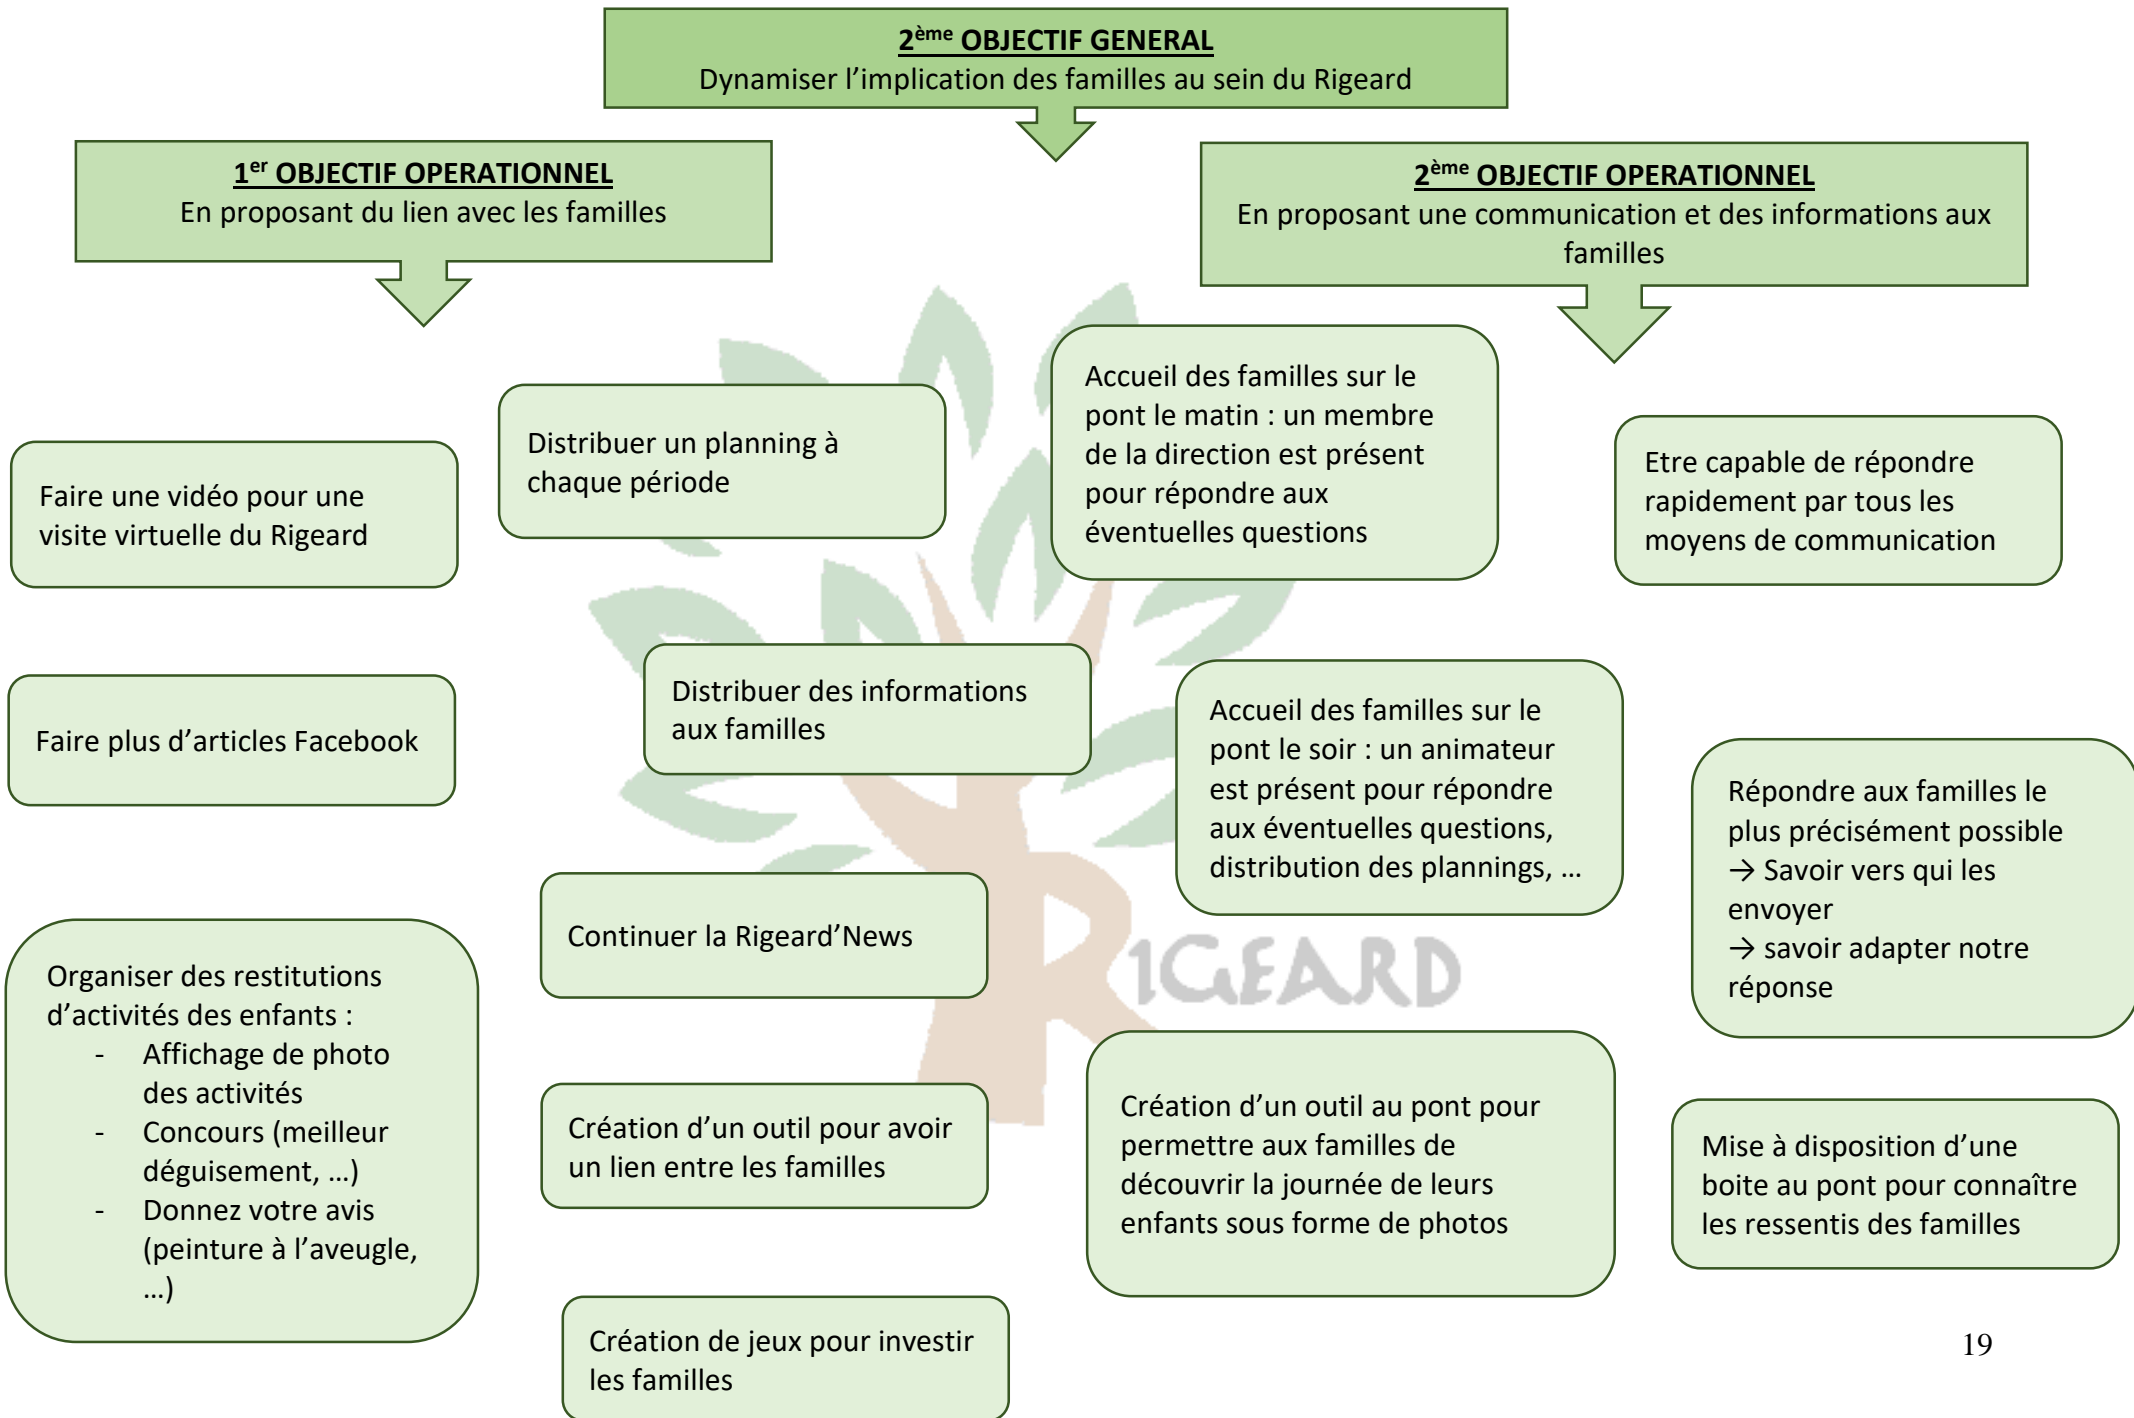 2ème OBJECTIF GENERAL
Dynamiser l’implication des familles au sein du Rigeard
1er OBJECTIF OPERATIONNEL
En proposant du lien avec les familles
2ème OBJECTIF OPERATIONNEL
En proposant une communication et des informations aux
familles
Faire une vidéo pour une
visite virtuelle du Rigeard
Faire plus d’articles Facebook
Organiser des restitutions
d’activités des enfants :
- Affichage de photo
des activités
- Concours (meilleur
déguisement, …)
- Donnez votre avis
(peinture à l’aveugle,
…)
Distribuer un planning à
chaque période
Distribuer des informations
aux familles
Continuer la Rigeard’News
Création d’un outil pour avoir
un lien entre les familles
Création de jeux pour investir
les familles
Accueil des familles sur le
pont le matin : un membre
de la direction est présent
pour répondre aux
éventuelles questions
Accueil des familles sur le
pont le soir : un animateur
est présent pour répondre
aux éventuelles questions,
distribution des plannings, …
Création d’un outil au pont pour
permettre aux familles de
découvrir la journée de leurs
enfants sous forme de photos
Etre capable de répondre
rapidement par tous les
moyens de communication
Répondre aux familles le
plus précisément possible
→ Savoir vers qui les
envoyer
→ savoir adapter notre
réponse
Mise à disposition d’une
boite au pont pour connaître
les ressentis des familles
RIGEARD
19